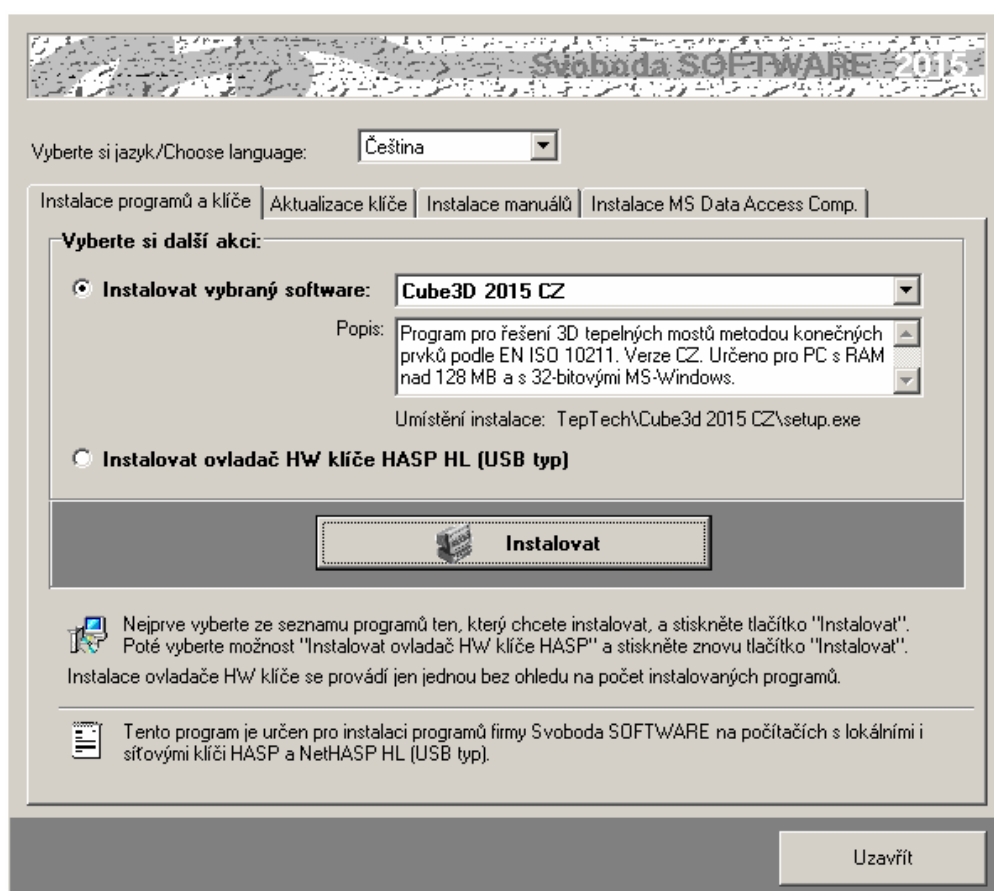 Svoboda SOFTWARE 2015
Vyberte si jazyk/Choose language:
Čeština
Instalace programů a klíče
Aktualizace klíče
Instalace manuálů
Instalace MS Data Access Comp.
Vyberte si další akci:
Instalovat vybraný software:
Cube3D 2015 CZ
Popis:
Program pro řešení 3D tepelných mostů metodou konečných
prvků podle EN ISO 10211. Verze CZ. Určeno pro PC s RAM
nad 128 MB a s 32-bitovými MS-Windows.
Umístění instalace: TepTech\Cube3d 2015 CZ\setup.exe
Instalovat ovladač HW klíče HASP HL (USB typ)
Instalovat
Nejprve vyberte ze seznamu programů ten, který chcete instalovat, a stiskněte tlačítko "Instalovat".
Poté vyberte možnost "Instalovat ovladač HW klíče HASP" a stiskněte znovu tlačítko "Instalovat".
Instalace ovladače HW klíče se provádí jen jednou bez ohledu na počet instalovaných programů.
Tento program je určen pro instalaci programů firmy Svoboda SOFTWARE na počítačích s lokálními i
síťovými klíči HASP a NetHASP HL (USB typ).
Uzavřít